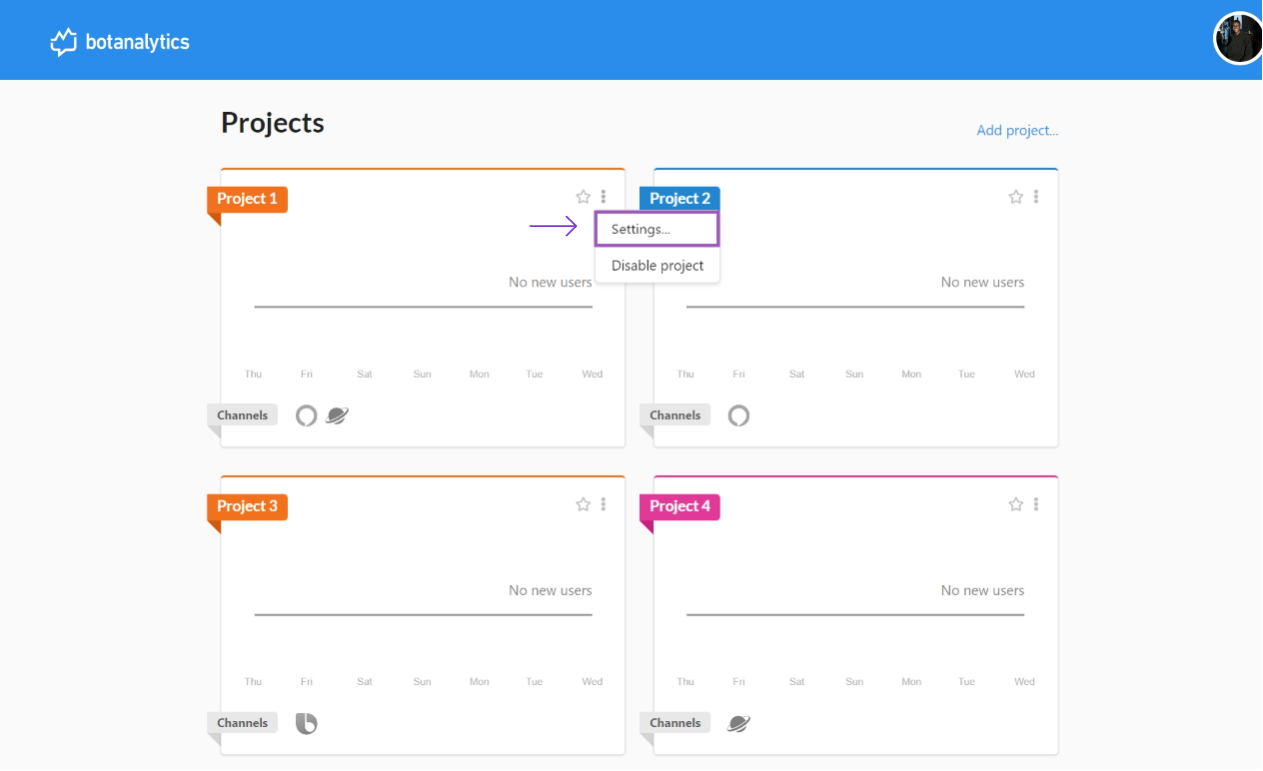 botanalytics
Projects
Add project...
Project 1
Project 2
Settings...
Disable project
No new users
No new users
Thu Fri Sat Sun Mon Tue Wed
Thu Fri Sat Sun Mon Tue Wed
Channels
Channels
Project 3
Project 4
No new users
No new users
Thu Fri Sat Sun Mon Tue Wed
Thu Fri Sat Sun Mon Tue Wed
Channels
Channels